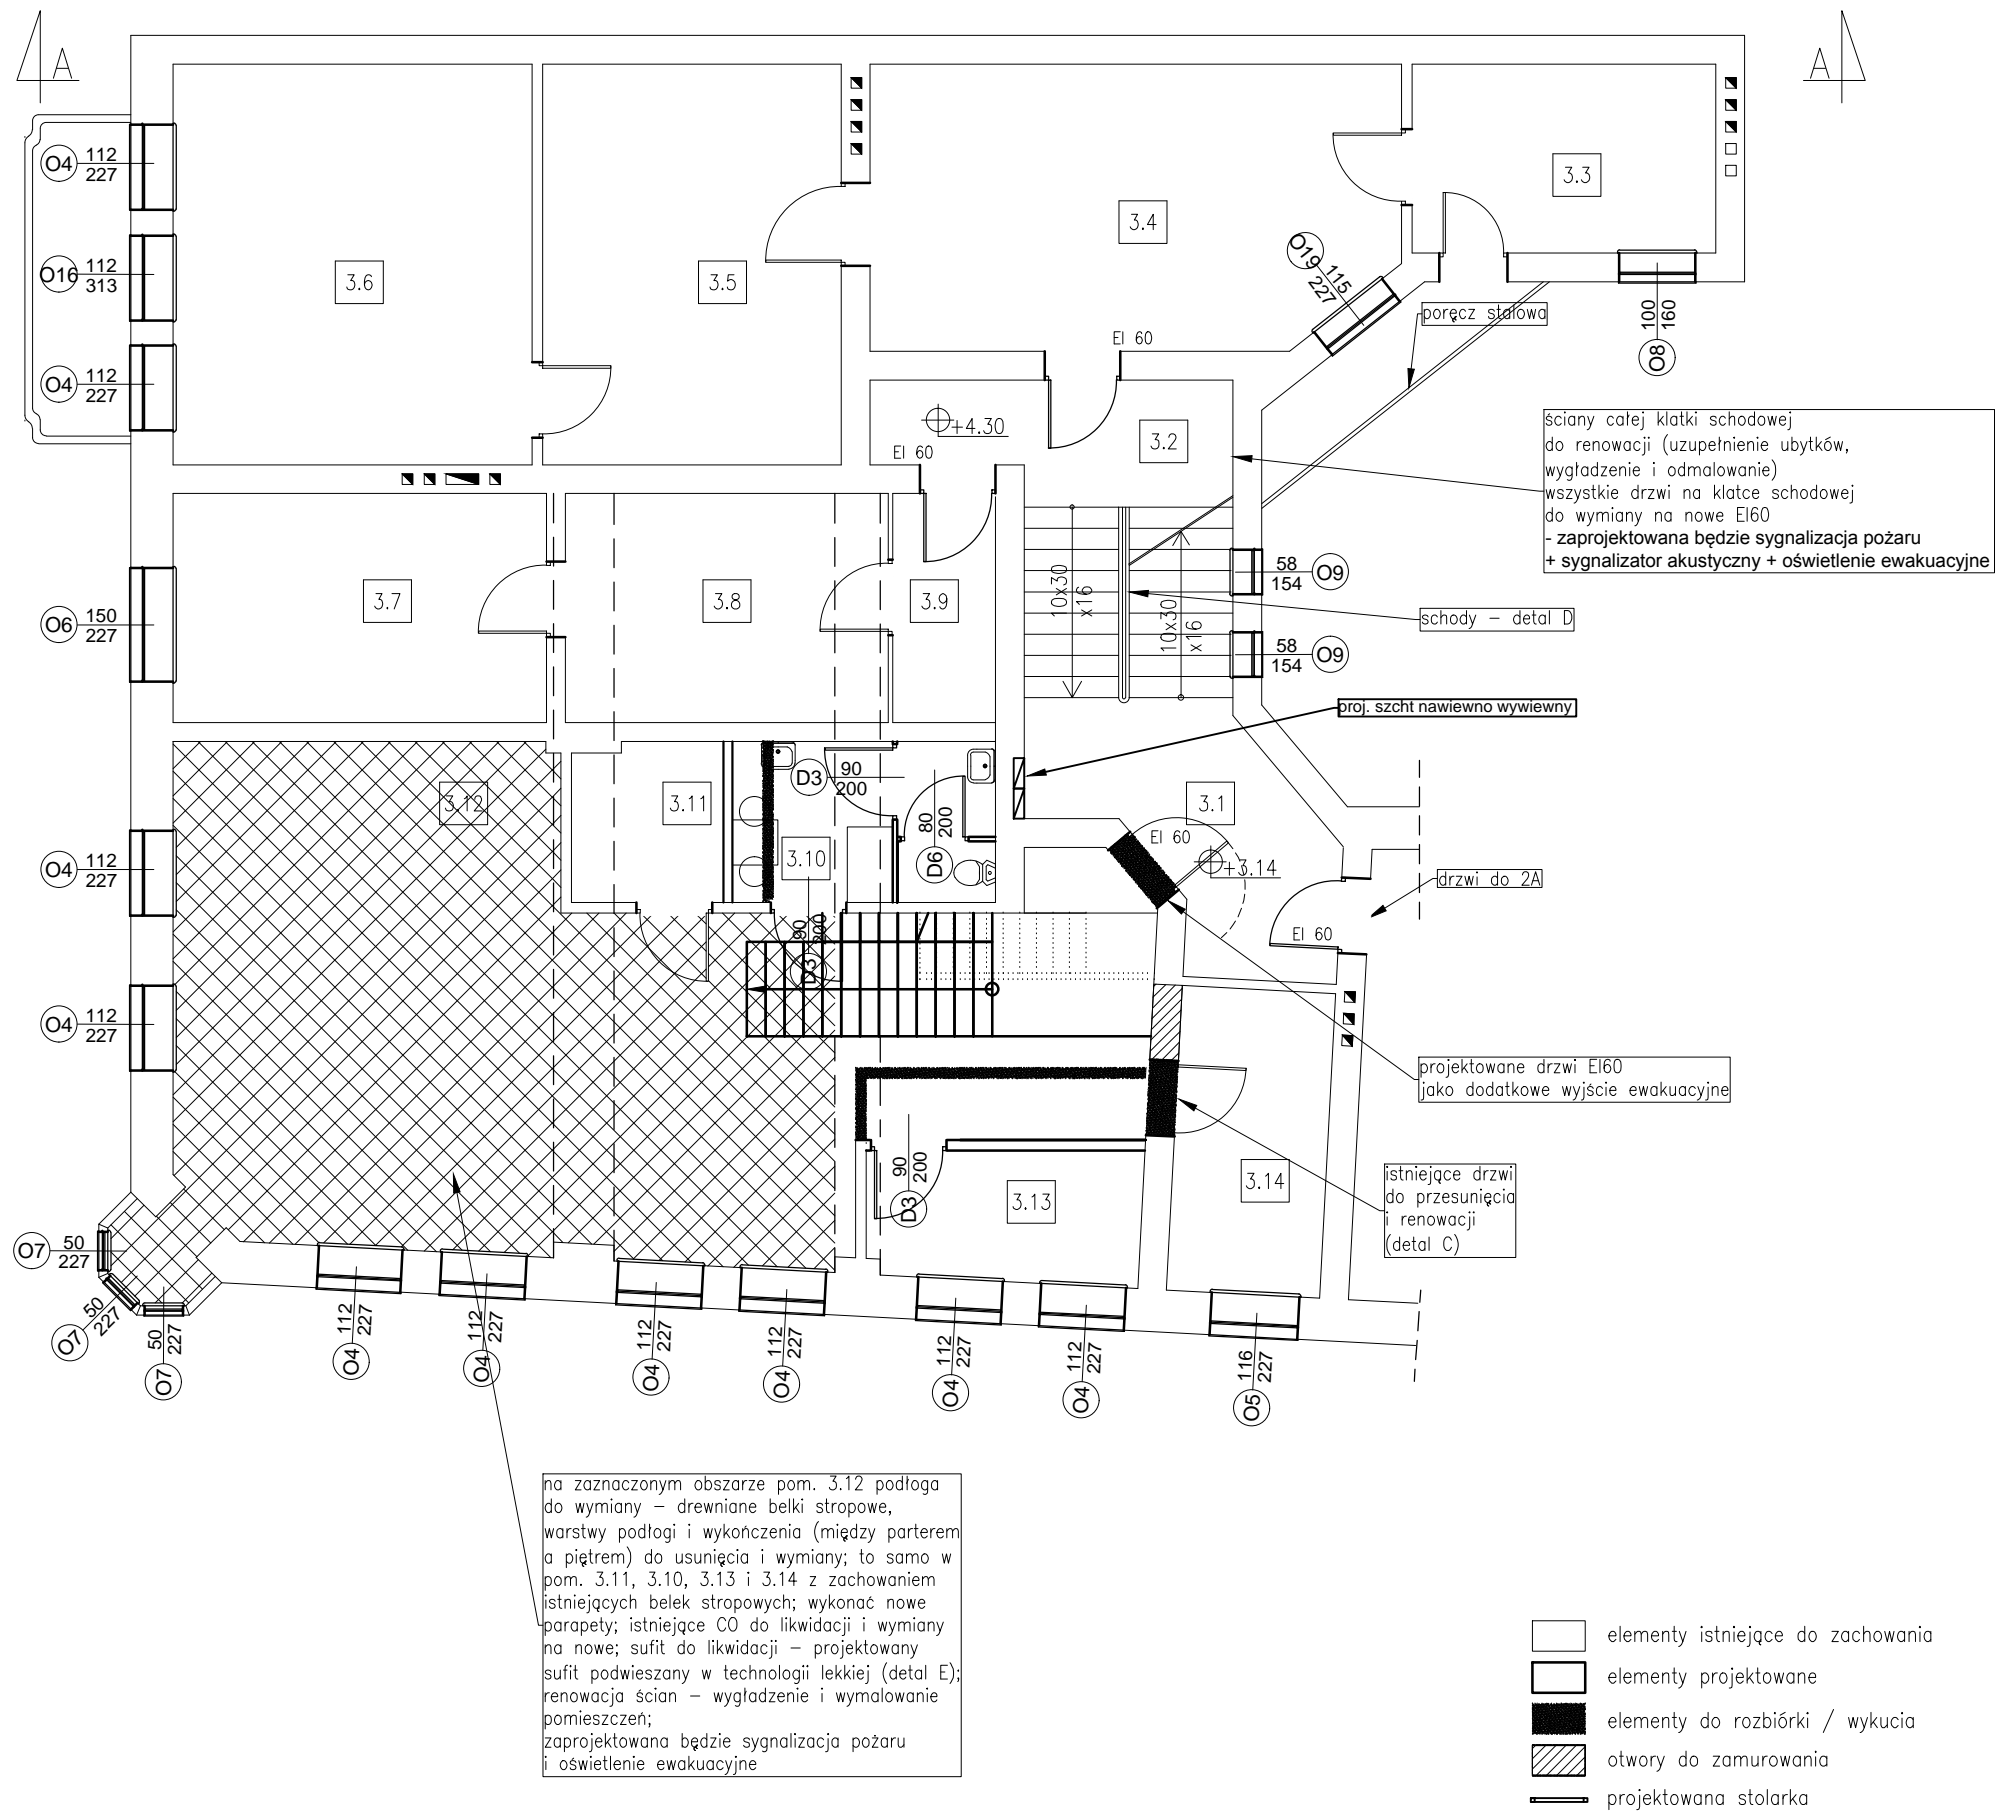 A
A
O4 112
227
O16 112
313
O4 112
227
3.6
3.5
3.4
3.3
O19 115
227
100
160
O8
poręcz stalowa
EI 60
+4.30
3.2
EI 60
ściany całej klatki schodowej
do renowacji (uzupełnienie ubytków,
wygładzenie i odmalowanie)
wszystkie drzwi na klatce schodowej
do wymiany na nowe EI60
- zaprojektowana będzie sygnalizacja pożaru
+ sygnalizator akustyczny + oświetlenie ewakuacyjne
O6 150
227
3.7
3.8
3.9
10x30
x16
10x30
x16
58
154 O9
58
154 O9
schody – detal D
proj. szcht nawiewno wywiewny
3.12
3.11
D3 90
200
80
200
D6
3.10
3.1
EI 60
+3.14
drzwi do 2A
EI 60
O4 112
227
90
200
D3
O4 112
227
projektowane drzwi EI60
jako dodatkowe wyjście ewakuacyjne
90
200
D3
3.13
3.14
istniejące drzwi
do przesunięcia
i renowacji
(detal C)
O7 50
227
O7 50
227
50
227
O7
112
227
O4
112
227
O4
112
227
O4
112
227
O4
112
227
O4
112
227
O4
116
227
O5
na zaznaczonym obszarze pom. 3.12 podłoga
do wymiany – drewniane belki stropowe,
warstwy podłogi i wykończenia (między parterem
a piętrem) do usunięcia i wymiany; to samo w
pom. 3.11, 3.10, 3.13 i 3.14 z zachowaniem
istniejących belek stropowych; wykonać nowe
parapety; istniejące CO do likwidacji i wymiany
na nowe; sufit do likwidacji – projektowany
sufit podwieszany w technologii lekkiej (detal E);
renowacja ścian – wygładzenie i wymalowanie
pomieszczeń;
zaprojektowana będzie sygnalizacja pożaru
i oświetlenie ewakuacyjne
elementy istniejące do zachowania
elementy projektowane
elementy do rozbiórki / wykucia
otwory do zamurowania
projektowana stolarka